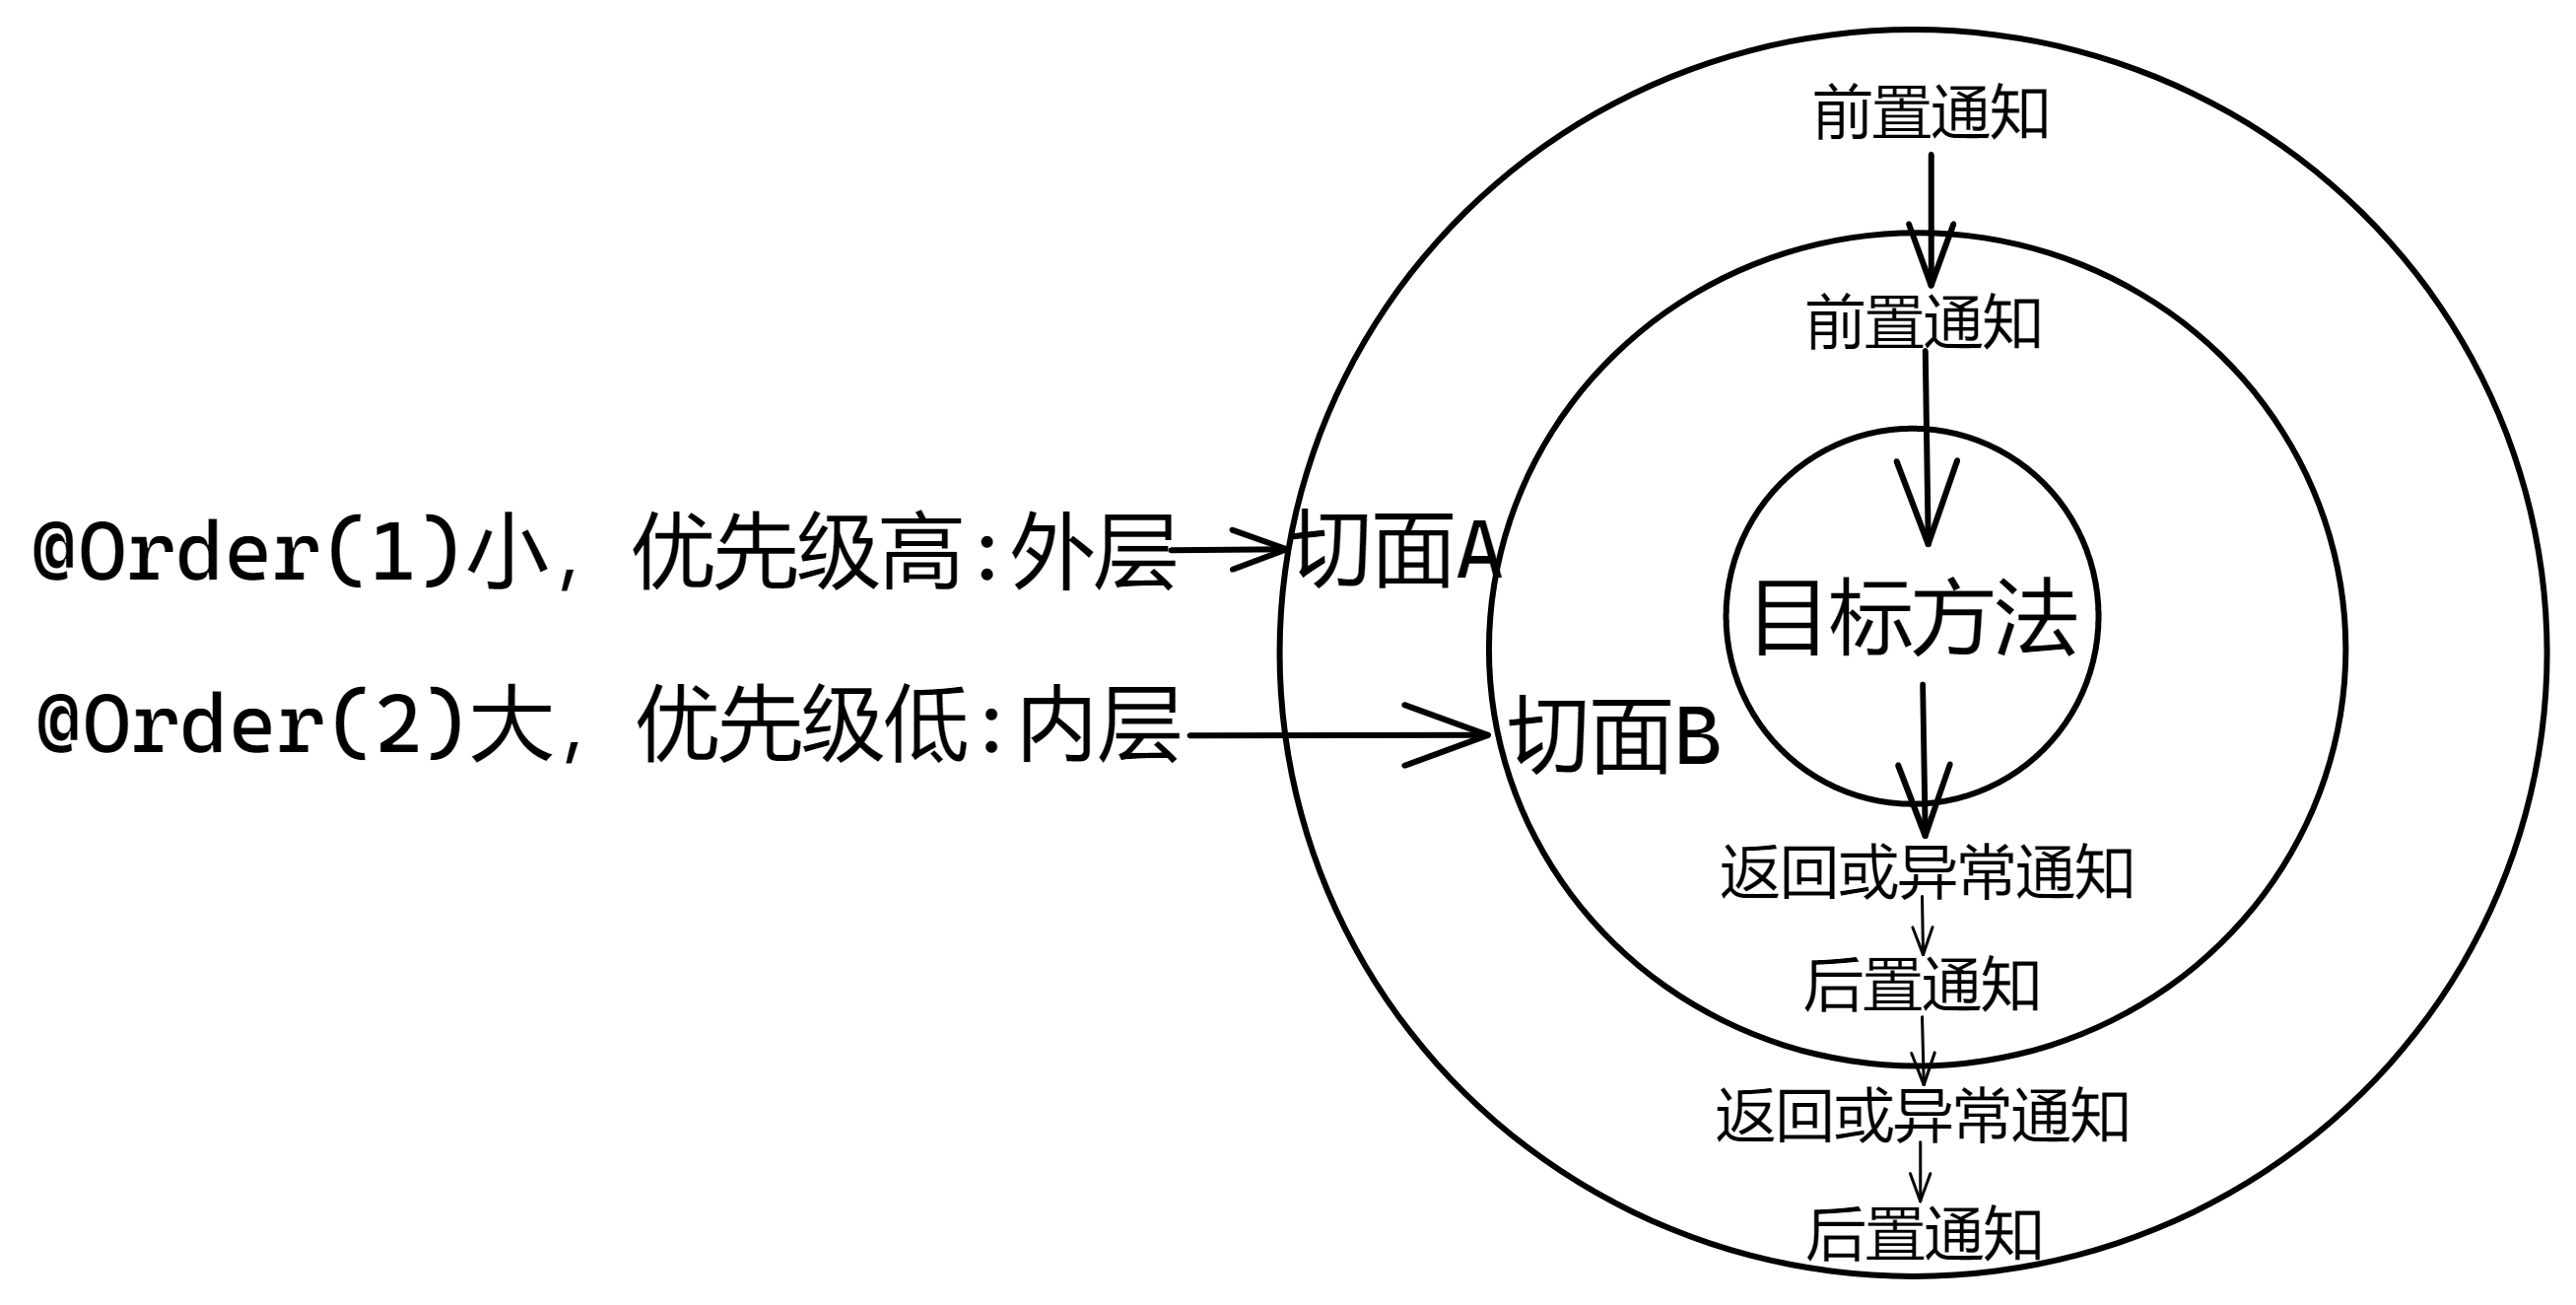 前置通知
前置通知
@Order(1)小, 优先级高:外层
切面A
目标方法
@Order(2)大, 优先级低:内层
切面B
返回或异常通知
后置通知
返回或异常通知
后置通知